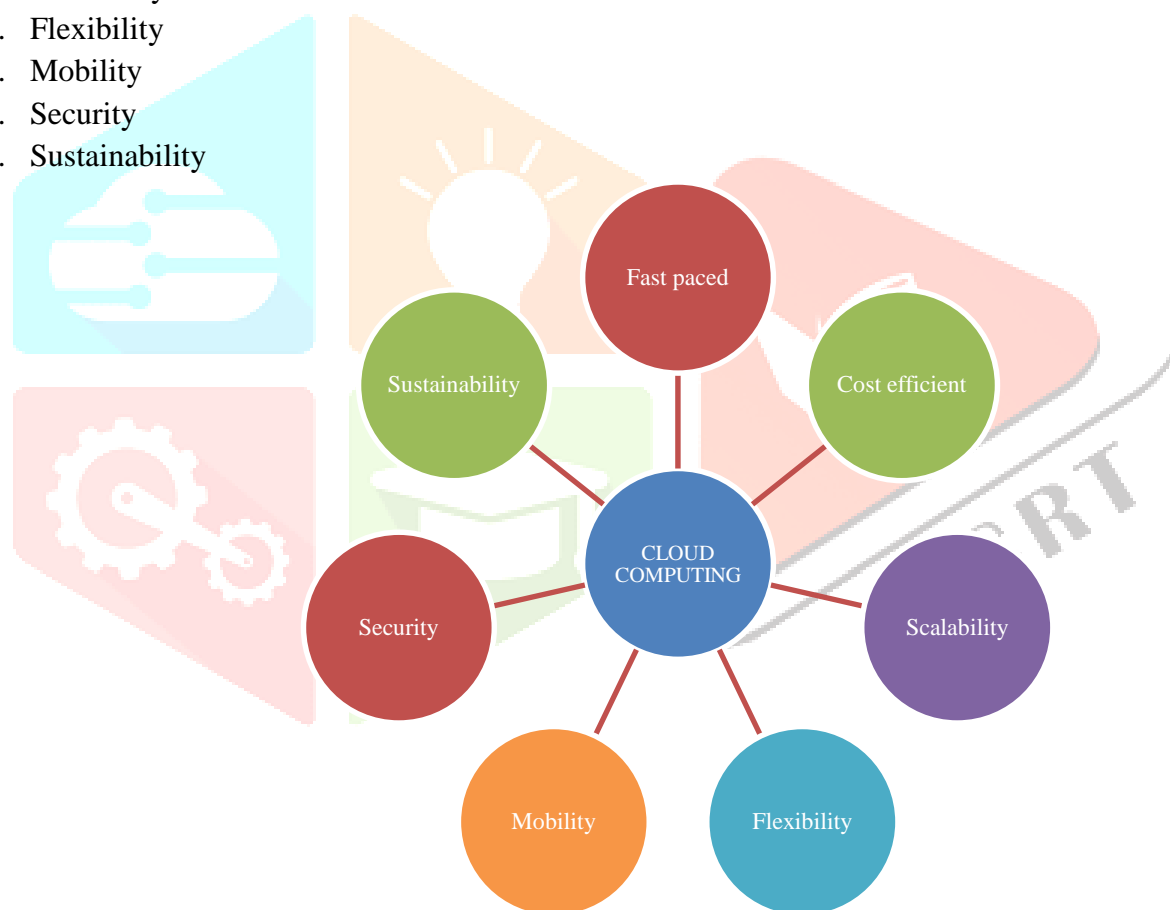 . Flexibility
. Mobility
. Security
. Sustainability
Fast paced
Sustainability
Cost efficient
CLOUD
COMPUTING
Security
Scalability
Mobility
Flexibility